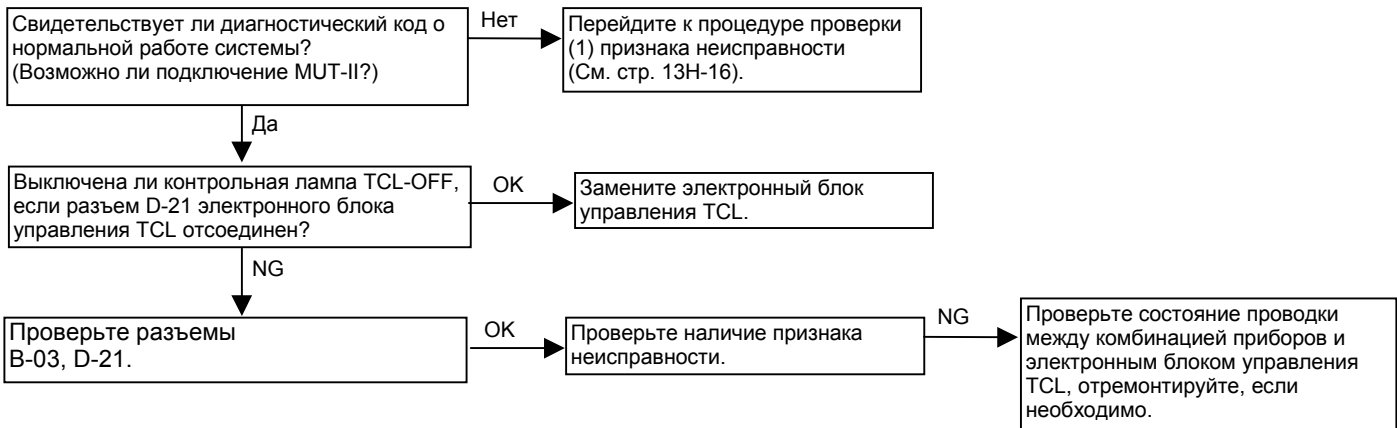 Свидетельствует ли диагностический код о
нормальной работе системы?
(Возможно ли подключение MUT-II?)
Нет
Перейдите к процедуре проверки
(1) признака неисправности
(См. стр. 13H-16).
Да
Выключена ли контрольная лампа TCL-OFF,
если разъем D-21 электронного блока
управления TCL отсоединен?
OK
Замените электронный блок
управления TCL.
NG
Проверьте разъемы
B-03, D-21.
OK
Проверьте наличие признака
неисправности.
NG
Проверьте состояние проводки
между комбинацией приборов и
электронным блоком управления
TCL, отремонтируйте, если
необходимо.